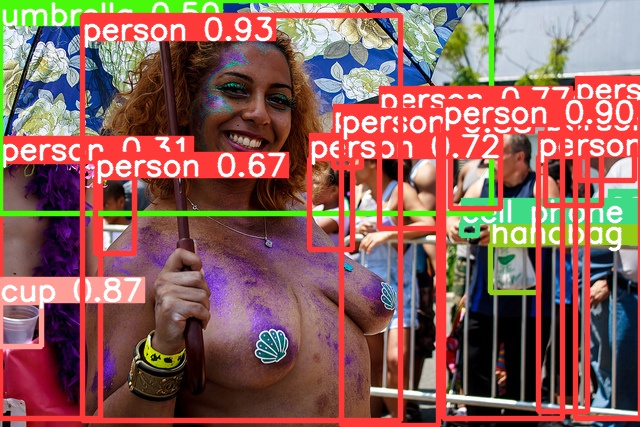 umbrella 0.50
person 0.93
person 0.77
pers
person
person 0.90
person 0.31
person 0.67
person 0.72
person
cell phone
handbag
cup 0.87